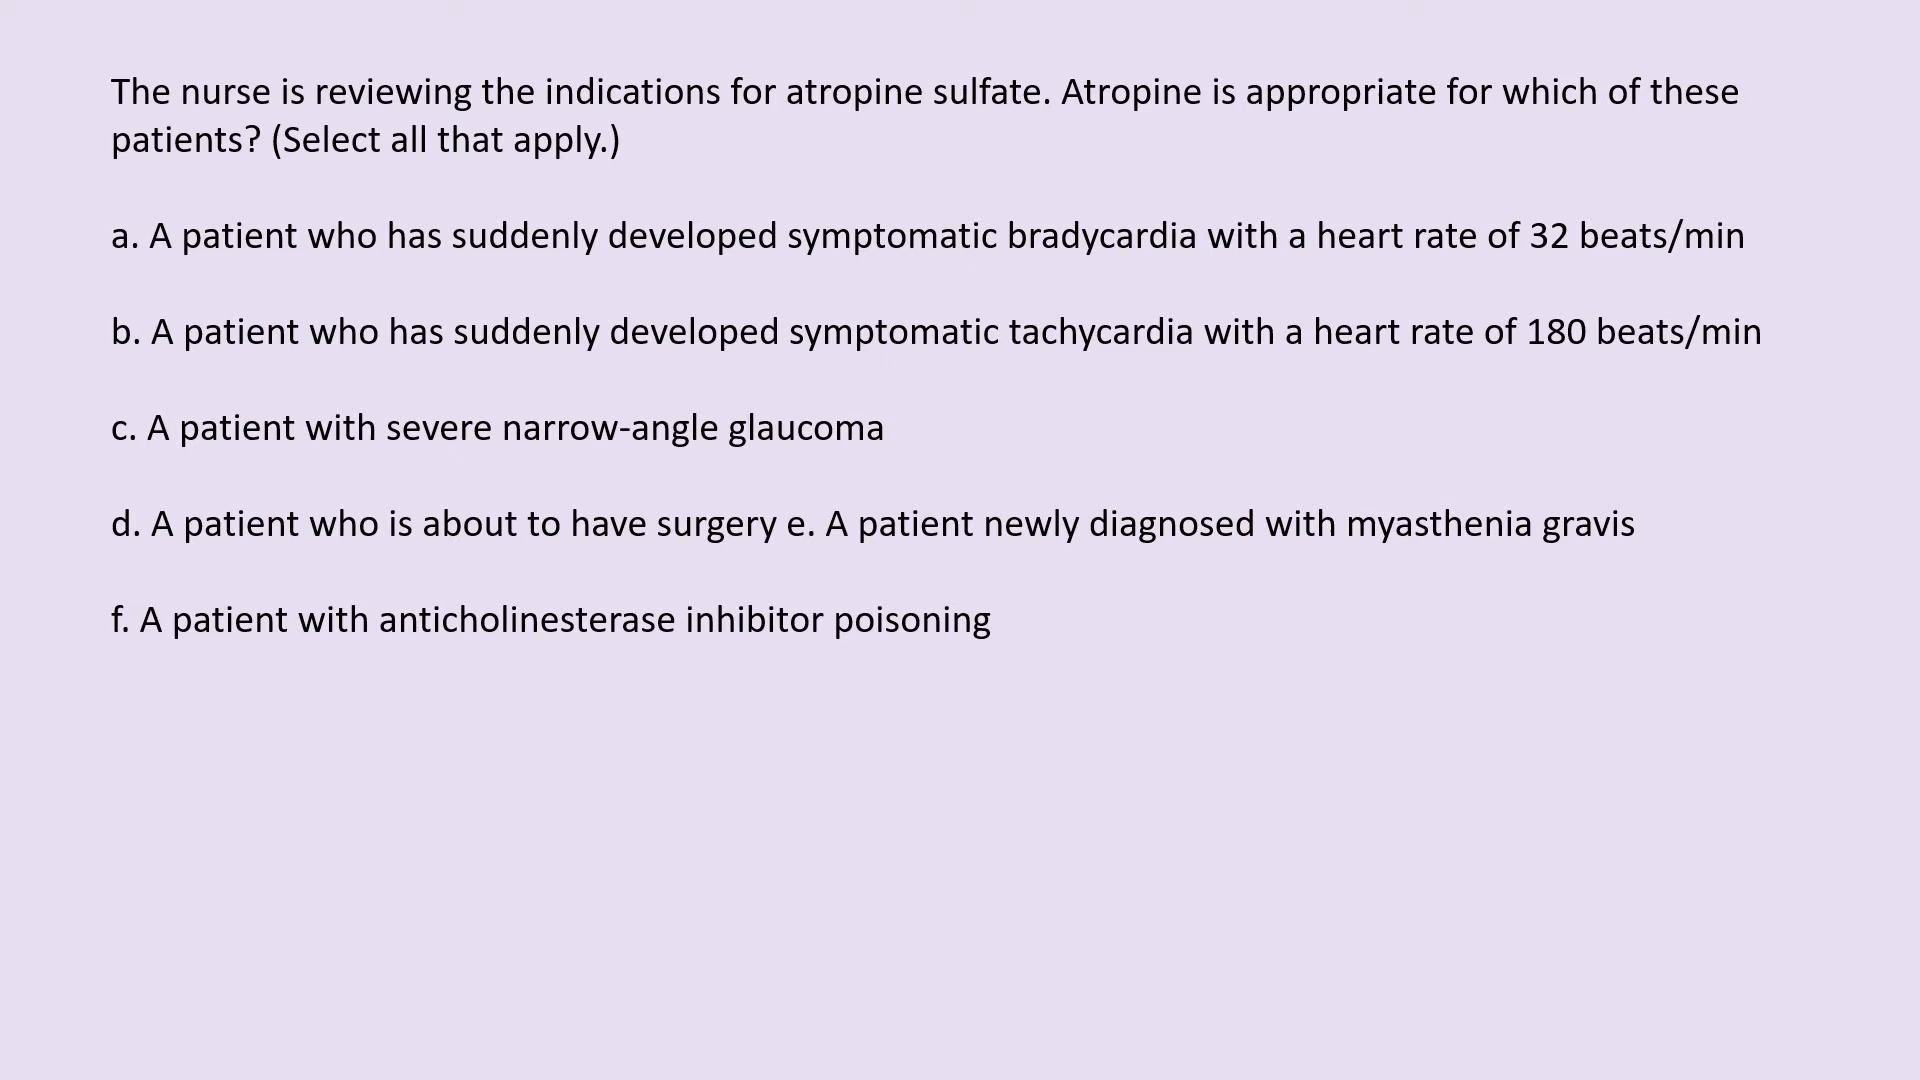 The nurse is reviewing the indications for atropine sulfate. Atropine is appropriate for which of these
patients? (Select all that apply.)
a. A patient who has suddenly developed symptomatic bradycardia with a heart rate of 32 beats/min
b. A patient who has suddenly developed symptomatic tachycardia with a heart rate of 180 beats/min
c. A patient with severe narrow-angle glaucoma
d. A patient who is about to have surgery e. A patient newly diagnosed with myasthenia gravis
f. A patient with anticholinesterase inhibitor poisoning